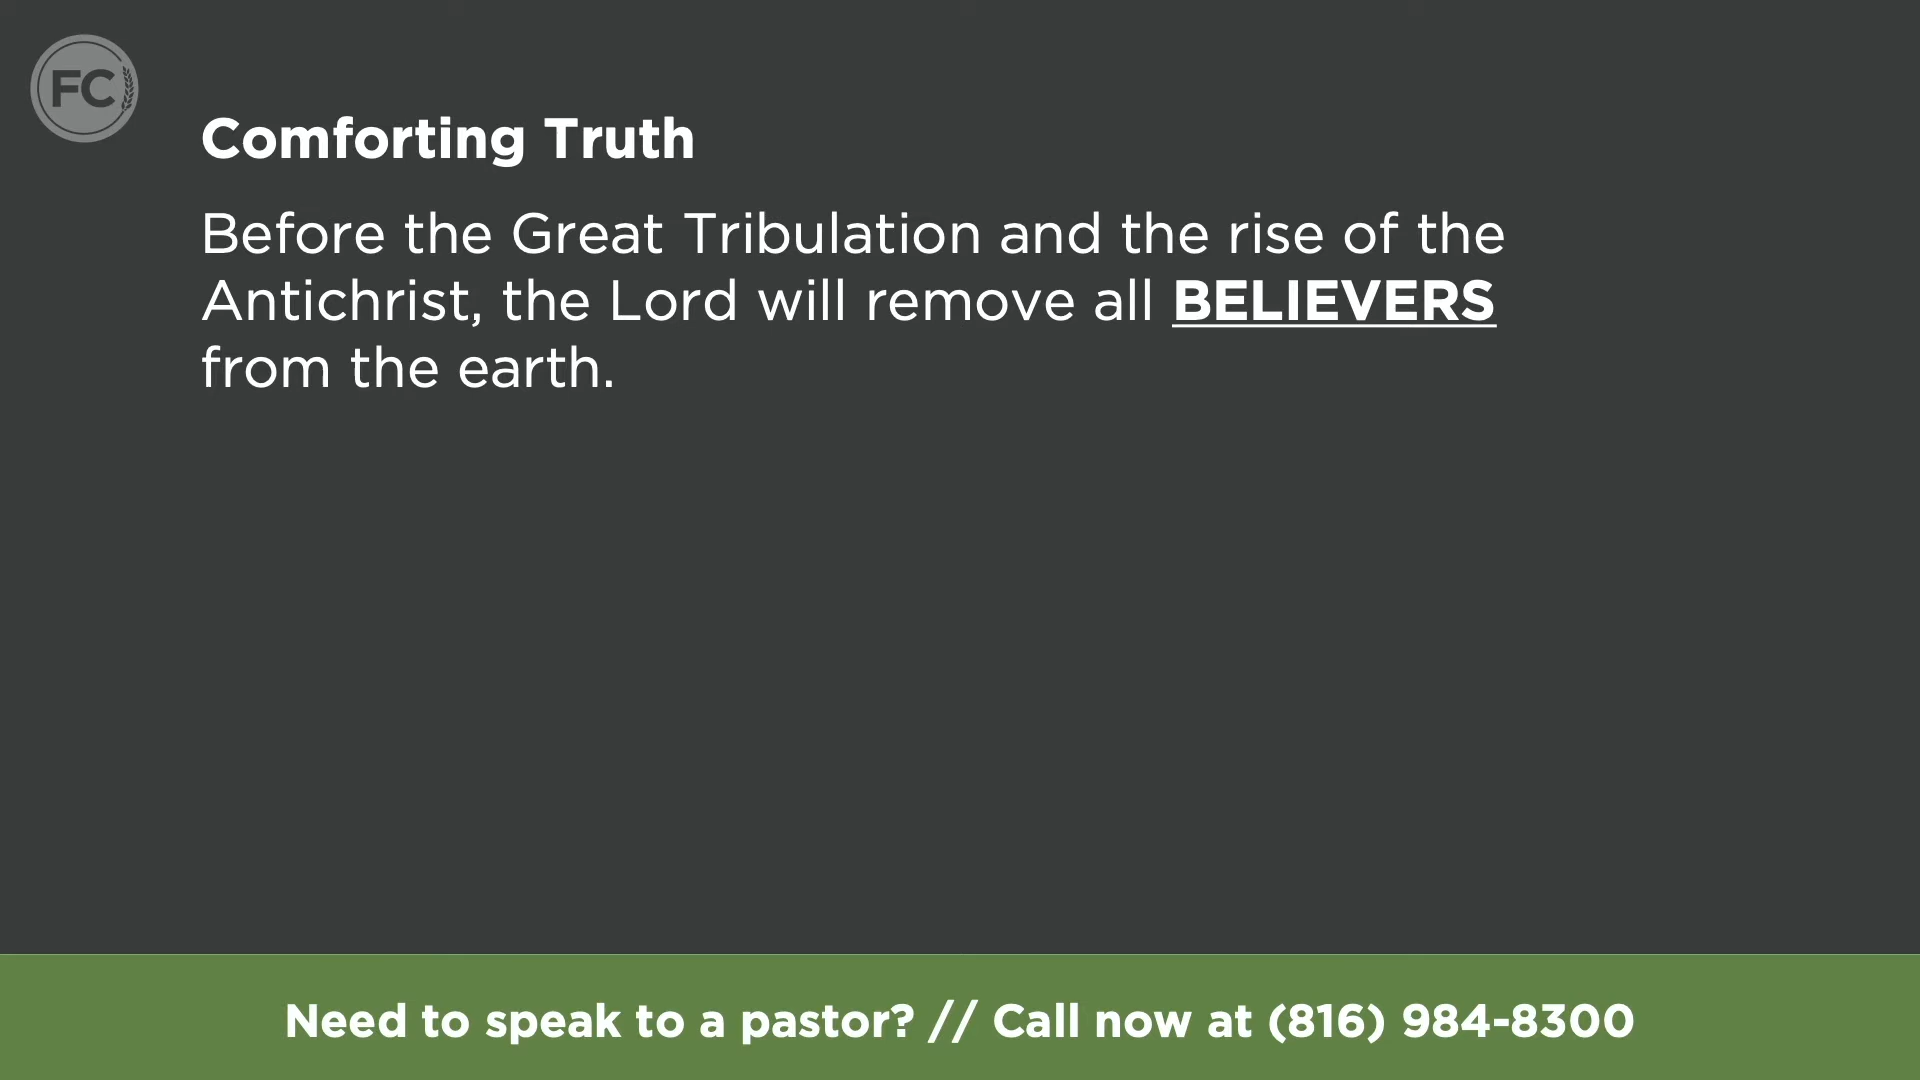 FC
Comforting Truth
Before the Great Tribulation and the rise of the
Antichrist, the Lord will remove all BELIEVERS
from the earth.
Need to speak to a pastor? // Call now at (816) 984-8300